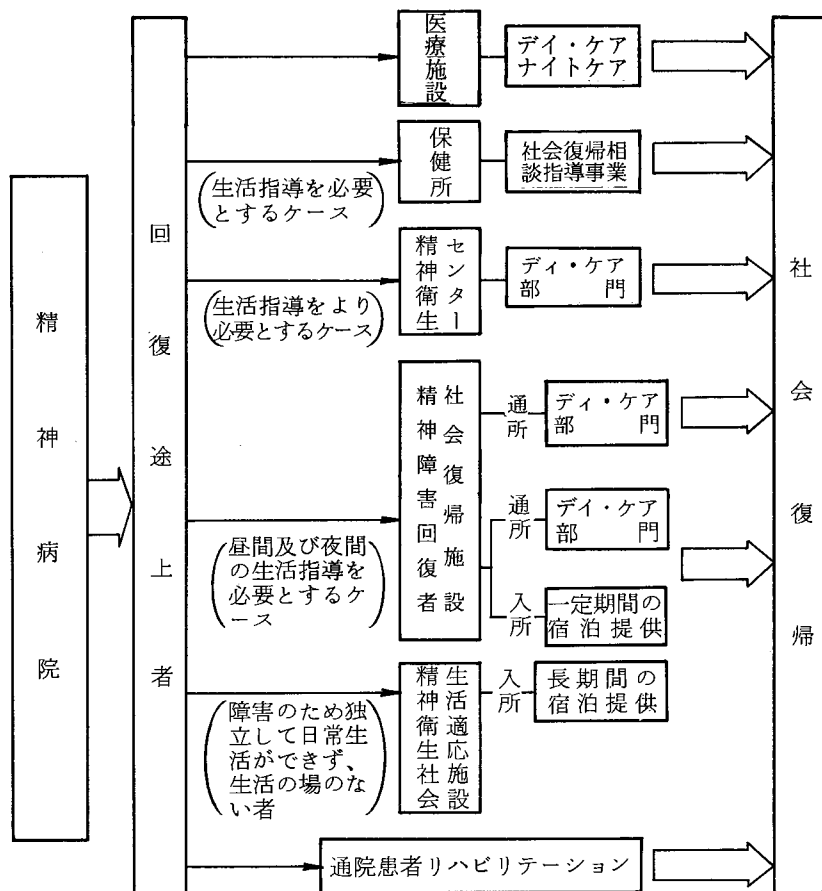 精神病院
回復途上者
医療施設
デイ・ケア
ナイトケア
保健所
社会復帰相
談指導事業
(生活指導を必要
とするケース)
精神衛生
センター
ディ・ケア
部門
(生活指導をより
必要とするケース)
精神障害回復者
社会復帰施設
通所
ディ・ケア
部門
通所
デイ・ケア
部門
入所
一定期間の
宿泊提供
(昼間及び夜間
の生活指導を
必要とするケ
ース)
精神衛生社会
生活適応施設
入所
長期間の
宿泊提供
(障害のため独
立して日常生
活ができず、
生活の場のな
い者)
通院患者リハビリテーション
社会復帰